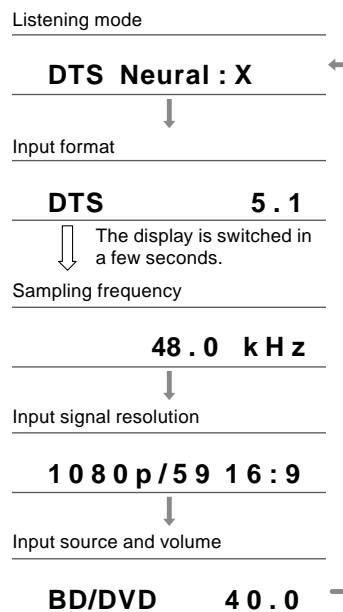 Listening mode
DTS Neural : X
Input format
DTS 5.1
The display is switched in
a few seconds.
Sampling frequency
48.0 kHz
Input signal resolution
1080p/59 16:9
Input source and volume
BD/DVD 40.0